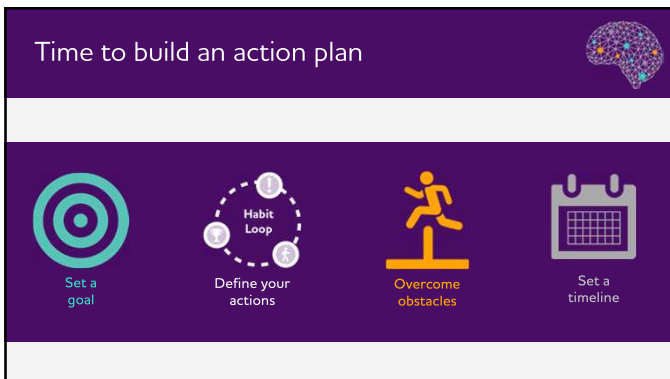 Time to build an action plan
Habit
Loop
Set a
goal
Define your
actions
Overcome
obstacles
Set a
timeline